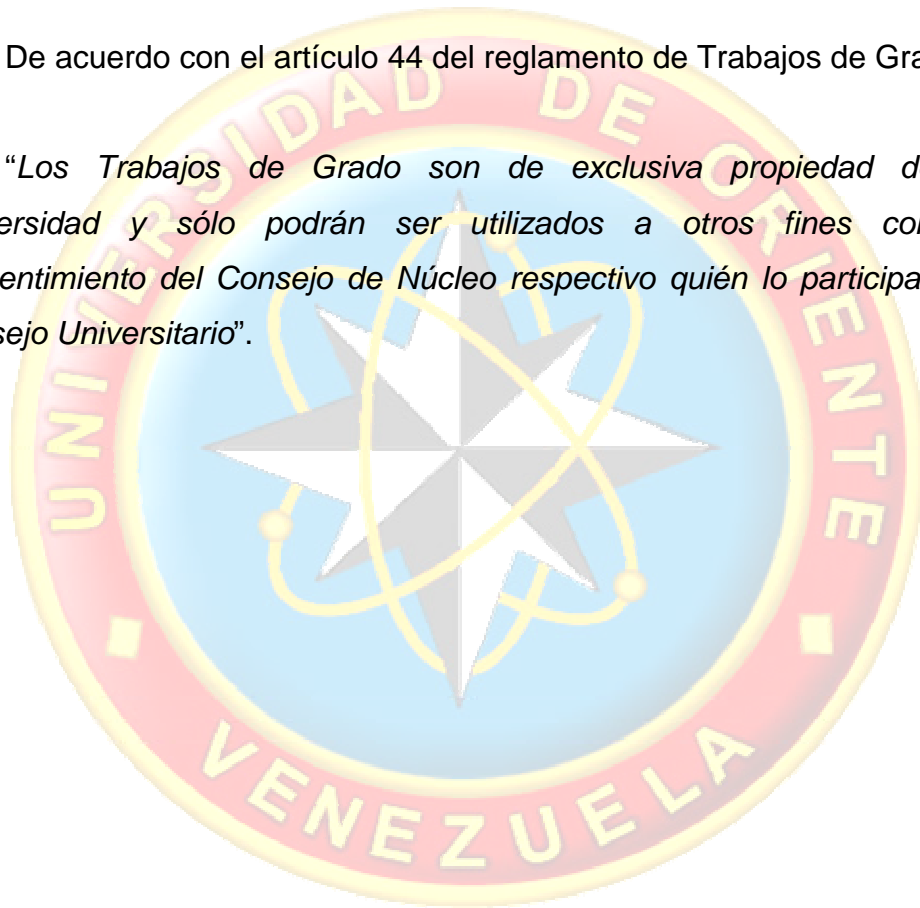 De acuerdo con el artículo 44 del reglamento de Trabajos de Gra
“Los Trabajos de Grado son de exclusiva propiedad d
versidad y sólo podrán ser utilizados a otros fines co
entimiento del Consejo de Núcleo respectivo quién lo participa
sejo Universitario”.
UNIVERSIDAD DE ORIENTE
VENEZUELA